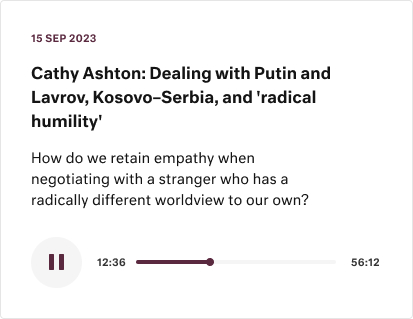 15 SEP 2023
Cathy Ashton: Dealing with Putin and
Lavrov, Kosovo–Serbia, and 'radical
humility'
How do we retain empathy when
negotiating with a stranger who has a
radically different worldview to our own?
12:36 56:12